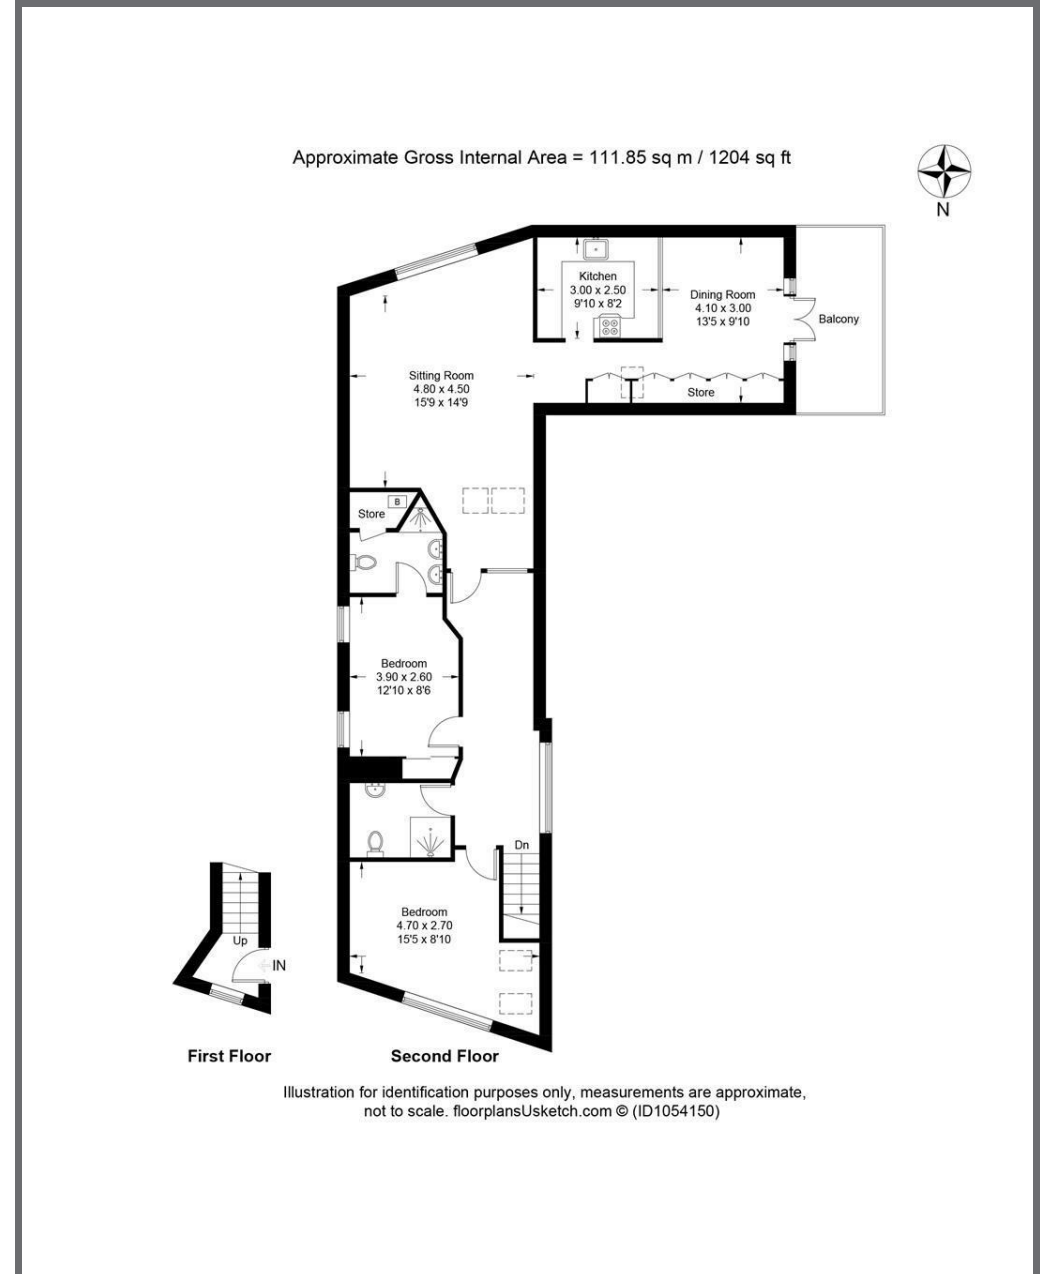 Approximate Gross Internal Area = 111.85 sq m / 1204 sq ft
N
Kitchen
3.00 x 2.50
9'10 x 8'2
Dining Room
4.10 x 3.00
13'5 x 9'10
Balcony
Sitting Room
4.80 x 4.50
15'9 x 14'9
Store
B
Store
Bedroom
3.90 x 2.60
12'10 x 8'6
Dn
Bedroom
4.70 x 2.70
15'5 x 8'10
Up
IN
First Floor
Second Floor
Illustration for identification purposes only, measurements are approximate,
not to scale. floorplansUsketch.com © (ID1054150)